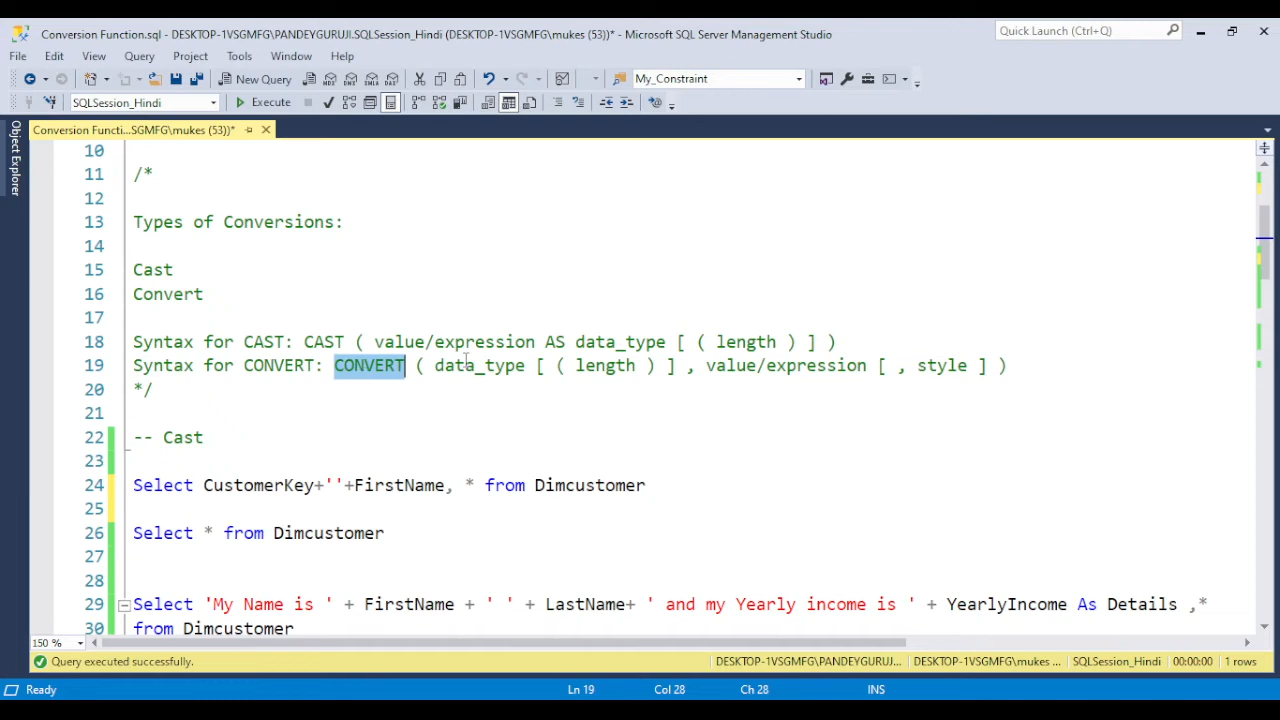 Conversion Function.sql - DESKTOP-1VSGMFG\PANDEYGURUJI.SQLSession_Hindi (DESKTOP-1VSGMFG\mukes (53))* - Microsoft SQL Server Management Studio
Quick Launch (Ctrl+Q)
File Edit View Query Project Tools Window Help
New Query My_Constraint
SQLSession_Hindi Execute
Object Explorer
Conversion Functi...SGMFG\mukes (53))*
10
11 /*
12
13 Types of Conversions:
14
15 Cast
16 Convert
17
18 Syntax for CAST: CAST ( value/expression AS data_type [ ( length ) ] )
19 Syntax for CONVERT: CONVERT ( data_type [ ( length ) ] , value/expression [ , style ] )
20 */
21
22 -- Cast
23
24 Select CustomerKey+''+FirstName, * from Dimcustomer
25
26 Select * from Dimcustomer
27
28
29 Select 'My Name is ' + FirstName + ' ' + LastName+ ' and my Yearly income is ' + YearlyIncome As Details ,*
30 from Dimcustomer
150 %
Query executed successfully. DESKTOP-1VSGMFG\PANDEYGURUJ... DESKTOP-1VSGMFG\mukes ... SQLSession_Hindi 00:00:00 1 rows
Ready Ln 19 Col 28 Ch 28 INS